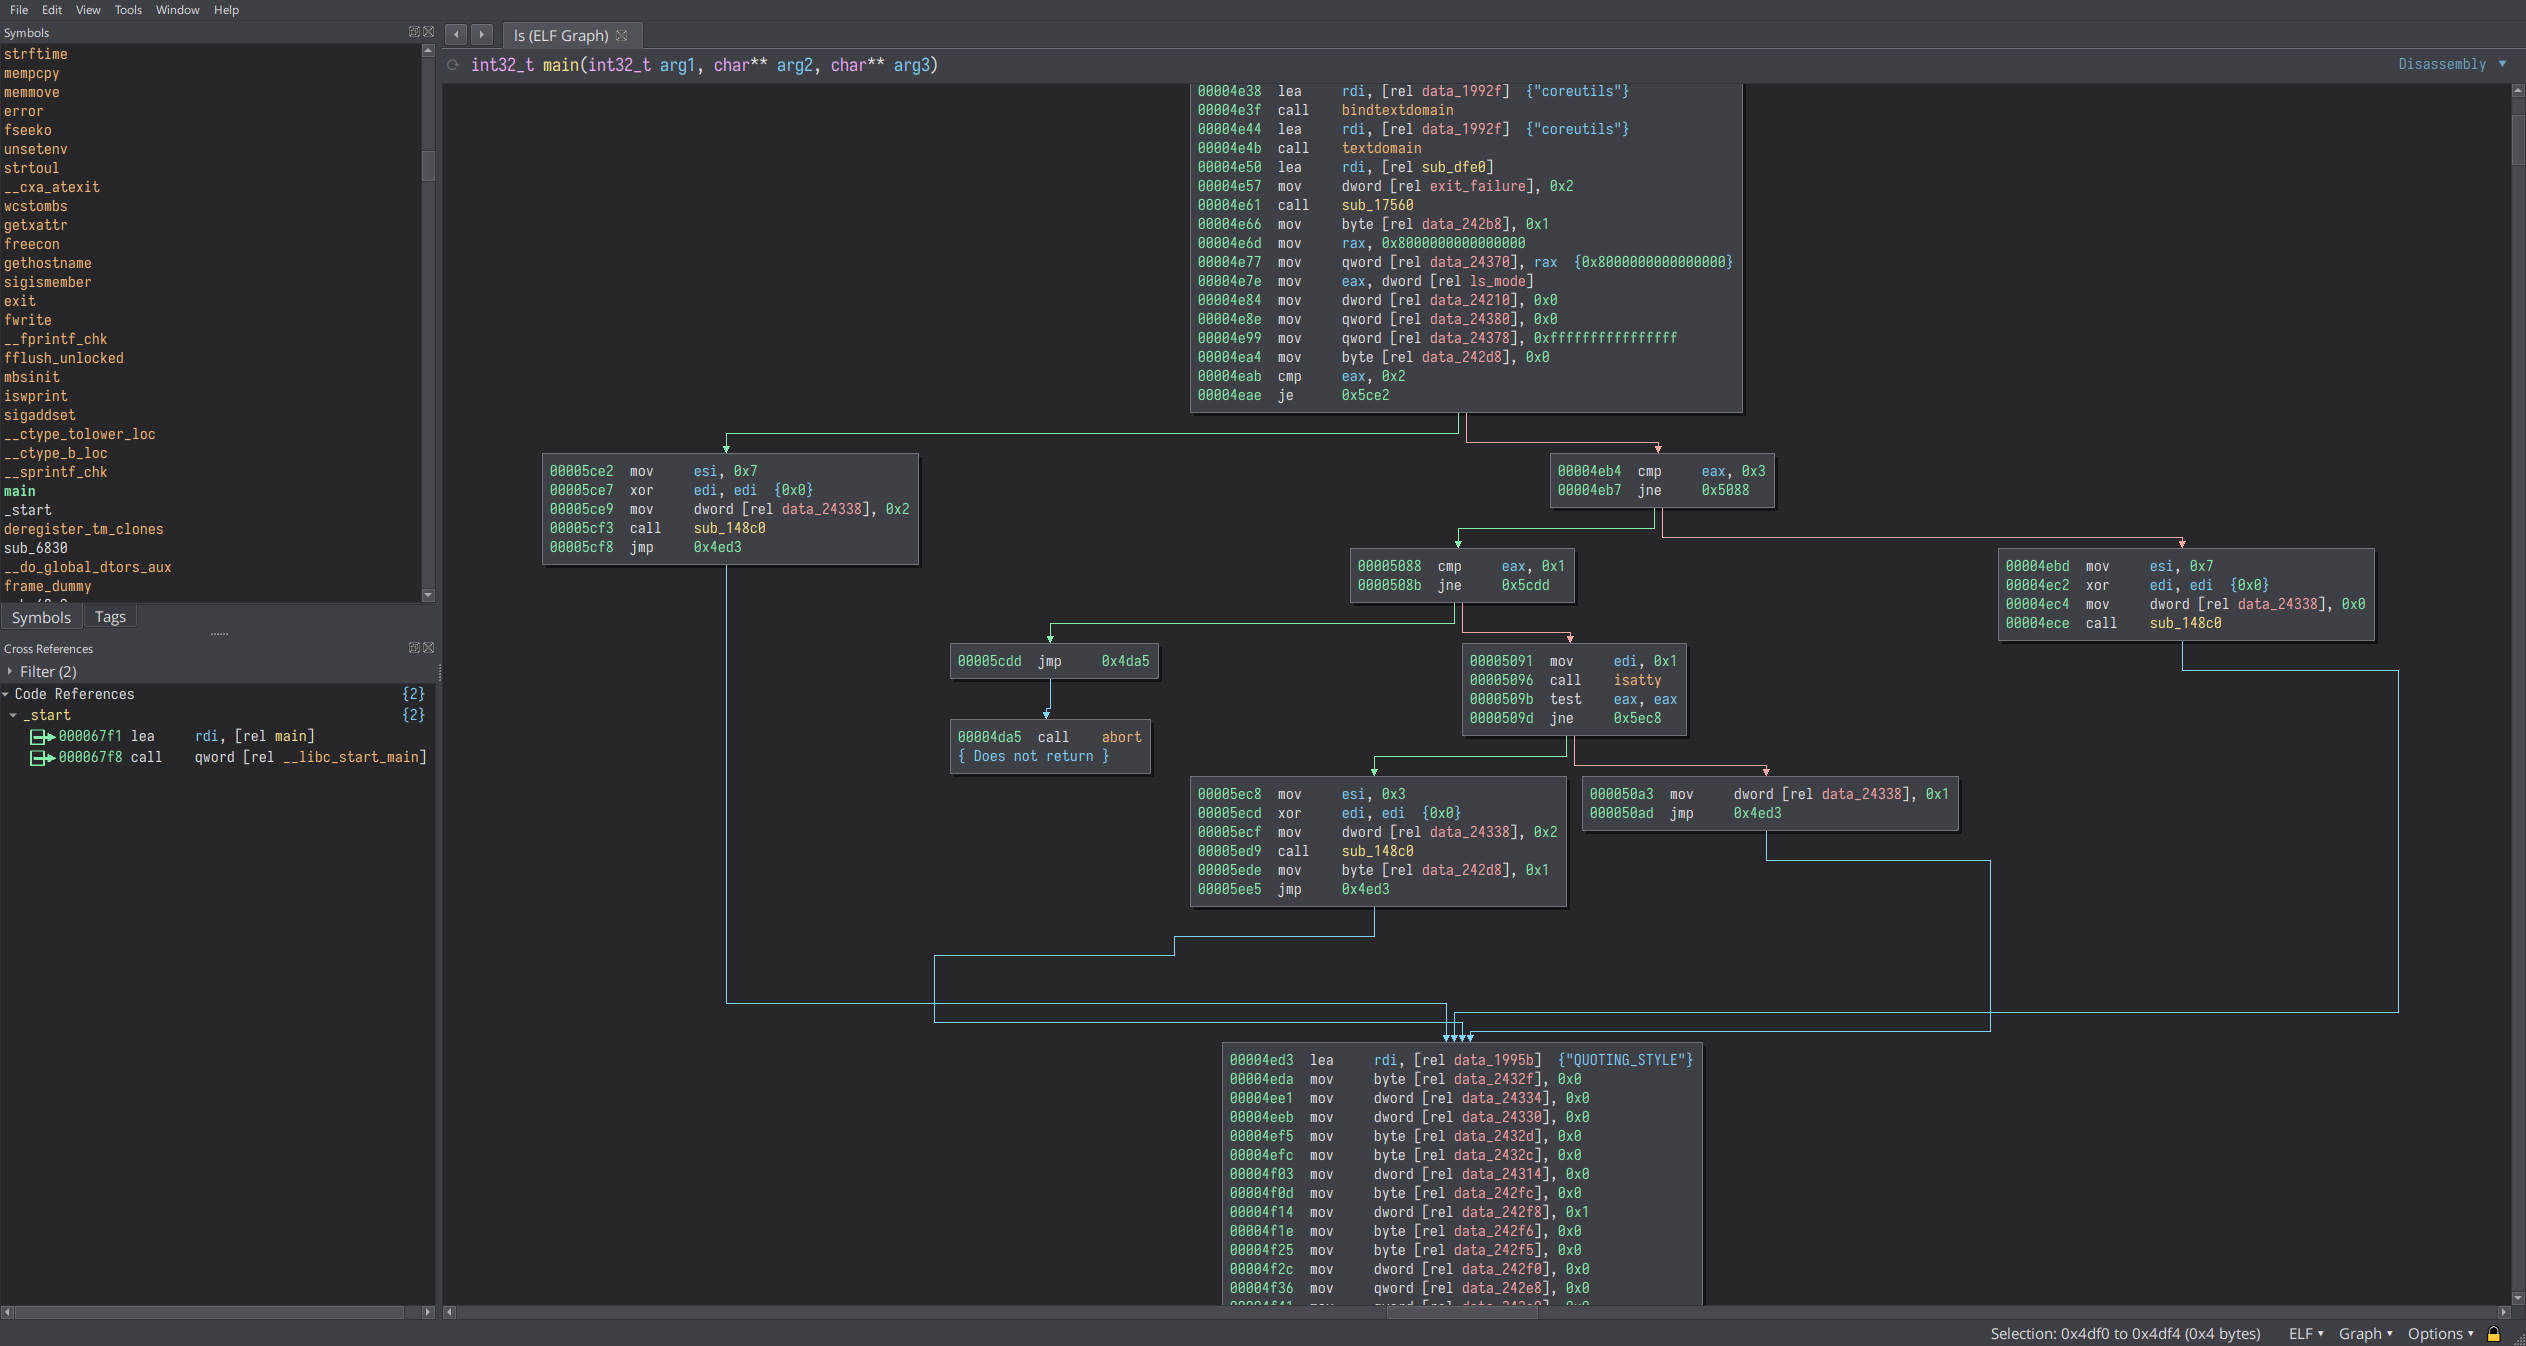 File Edit View Tools Window Help
Symbols
strftime
mempcpy
memmove
error
fseeko
unsetenv
strtoul
__cxa_atexit
wcstombs
getxattr
freecon
gethostname
sigismember
exit
fwrite
__fprintf_chk
fflush_unlocked
mbsinit
iswprint
sigaddset
__ctype_tolower_loc
__ctype_b_loc
__sprintf_chk
main
_start
deregister_tm_clones
sub_6830
__do_global_dtors_aux
frame_dummy
Symbols Tags
Cross References
Filter (2)
Code References {2}
_start {2}
000067f1 lea rdi, [rel main]
000067f8 call qword [rel __libc_start_main]
ls (ELF Graph)
int32_t main(int32_t arg1, char** arg2, char** arg3)
Disassembly
00004e38 lea rdi, [rel data_1992f] {"coreutils"}
00004e3f call bindtextdomain
00004e44 lea rdi, [rel data_1992f] {"coreutils"}
00004e4b call textdomain
00004e50 lea rdi, [rel sub_dfe0]
00004e57 mov dword [rel exit_failure], 0x2
00004e61 call sub_17560
00004e66 mov byte [rel data_242b8], 0x1
00004e6d mov rax, 0x8000000000000000
00004e77 mov qword [rel data_24370], rax {0x8000000000000000}
00004e7e mov eax, dword [rel ls_mode]
00004e84 mov dword [rel data_24210], 0x0
00004e8e mov qword [rel data_24380], 0x0
00004e99 mov qword [rel data_24378], 0xffffffffffffffff
00004ea4 mov byte [rel data_242d8], 0x0
00004eab cmp eax, 0x2
00004eae je 0x5ce2
00005ce2 mov esi, 0x7
00005ce7 xor edi, edi {0x0}
00005ce9 mov dword [rel data_24338], 0x2
00005cf3 call sub_148c0
00005cf8 jmp 0x4ed3
00004eb4 cmp eax, 0x3
00004eb7 jne 0x5088
00005088 cmp eax, 0x1
0000508b jne 0x5cdd
00004ebd mov esi, 0x7
00004ec2 xor edi, edi {0x0}
00004ec4 mov dword [rel data_24338], 0x0
00004ece call sub_148c0
00005cdd jmp 0x4da5
00005091 mov edi, 0x1
00005096 call isatty
0000509b test eax, eax
0000509d jne 0x5ec8
00004da5 call abort
{ Does not return }
00005ec8 mov esi, 0x3
00005ecd xor edi, edi {0x0}
00005ecf mov dword [rel data_24338], 0x2
00005ed9 call sub_148c0
00005ede mov byte [rel data_242d8], 0x1
00005ee5 jmp 0x4ed3
000050a3 mov dword [rel data_24338], 0x1
000050ad jmp 0x4ed3
00004ed3 lea rdi, [rel data_1995b] {"QUOTING_STYLE"}
00004eda mov byte [rel data_2432f], 0x0
00004ee1 mov dword [rel data_24334], 0x0
00004eeb mov dword [rel data_24330], 0x0
00004ef5 mov byte [rel data_2432d], 0x0
00004efc mov byte [rel data_2432c], 0x0
00004f03 mov dword [rel data_24314], 0x0
00004f0d mov byte [rel data_242fc], 0x0
00004f14 mov dword [rel data_242f8], 0x1
00004f1e mov byte [rel data_242f6], 0x0
00004f25 mov byte [rel data_242f5], 0x0
00004f2c mov dword [rel data_242f0], 0x0
00004f36 mov qword [rel data_242e8], 0x0
Selection: 0x4df0 to 0x4df4 (0x4 bytes) ELF Graph Options